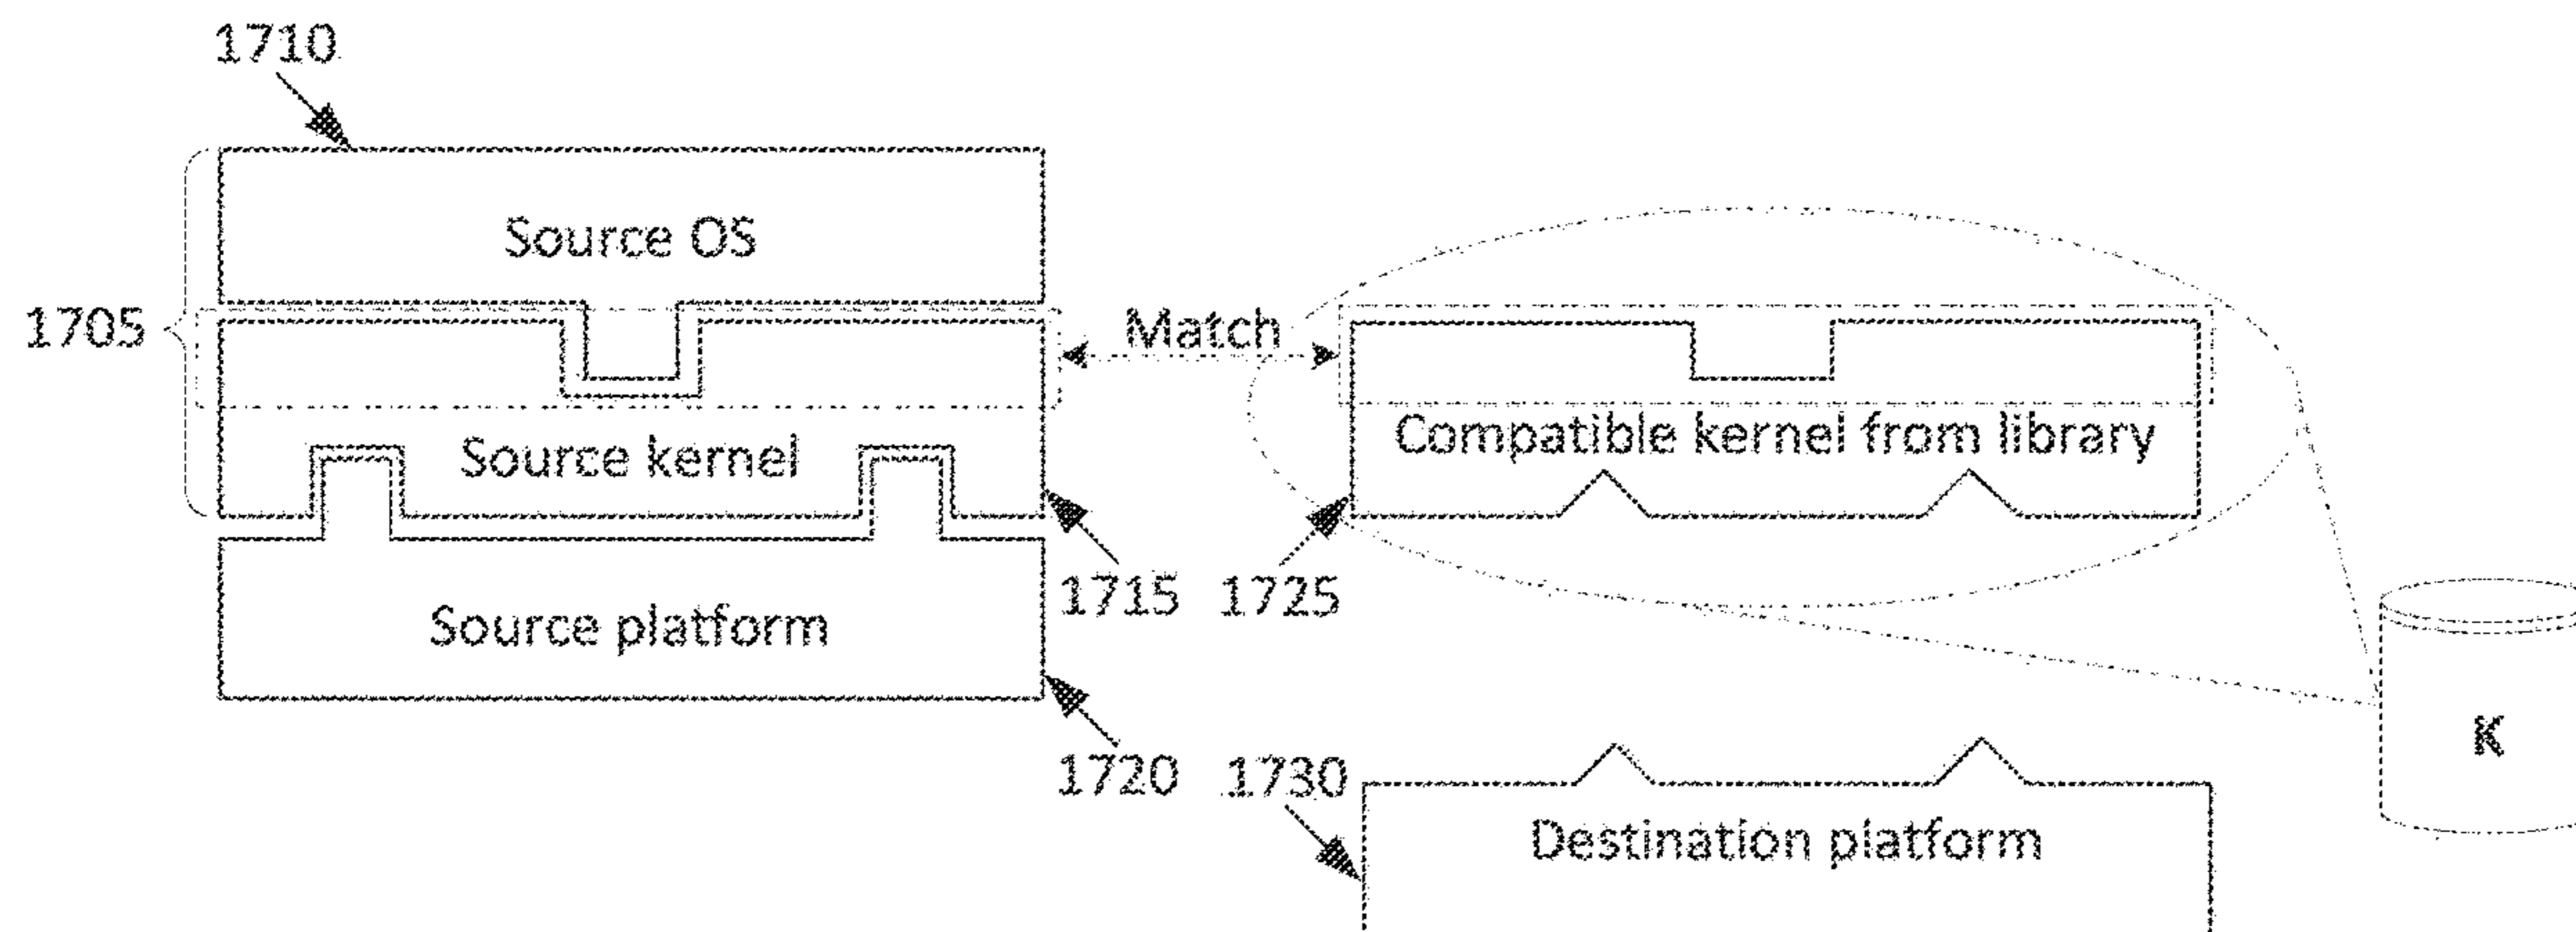 1710
Source OS
1705
Match
Source kernel
Compatible kernel from library
1715
1725
Source platform
K
1720
1730
Destination platform